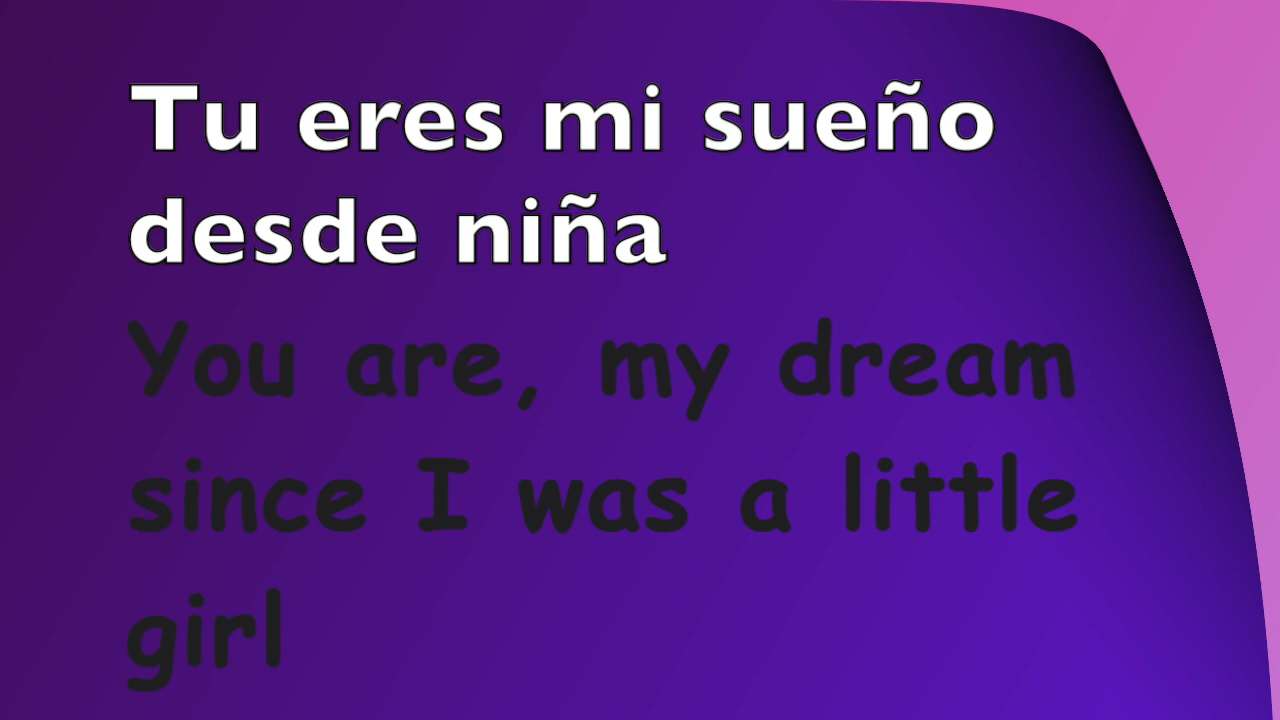 Tu eres mi sueño
desde niña
You are, my dream
since I was a little
girl